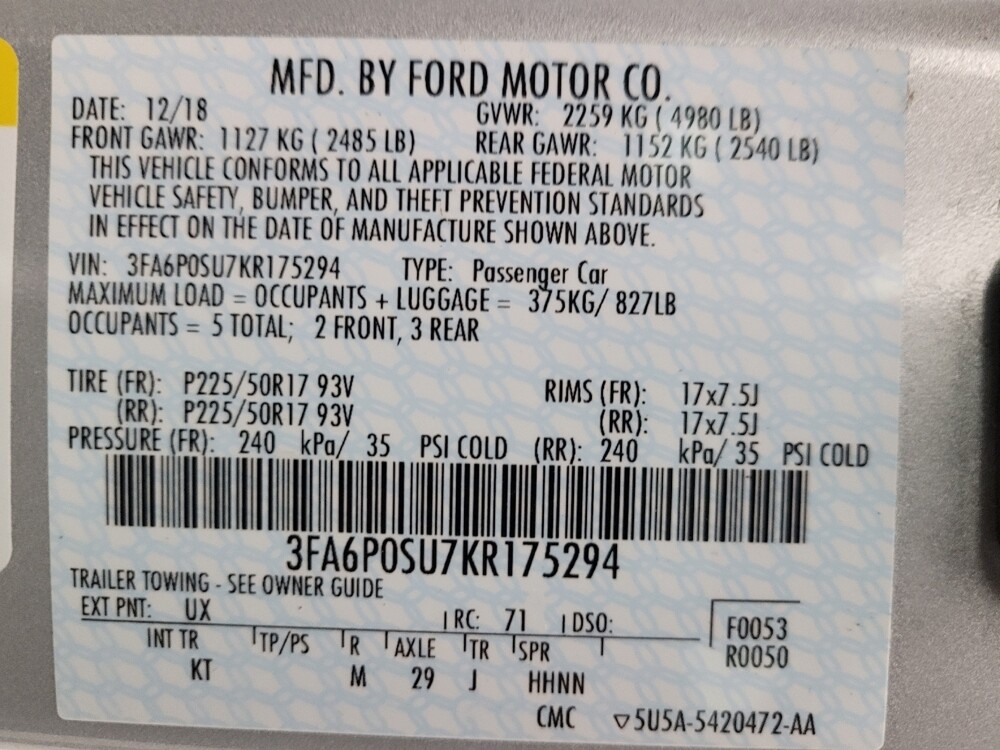 MFD. BY FORD MOTOR CO.
DATE: 12/18 GVWR: 2259 KG ( 4980 LB)
FRONT GAWR: 1127 KG ( 2485 LB) REAR GAWR: 1152 KG ( 2540 LB)
THIS VEHICLE CONFORMS TO ALL APPLICABLE FEDERAL MOTOR
VEHICLE SAFETY, BUMPER, AND THEFT PREVENTION STANDARDS
IN EFFECT ON THE DATE OF MANUFACTURE SHOWN ABOVE.
VIN: 3FA6P0SU7KR175294 TYPE: Passenger Car
MAXIMUM LOAD = OCCUPANTS + LUGGAGE = 375KG/ 827LB
OCCUPANTS = 5 TOTAL; 2 FRONT, 3 REAR
TIRE (FR): P225/50R17 93V RIMS (FR): 17x7.5J
(RR): P225/50R17 93V (RR): 17x7.5J
PRESSURE (FR): 240 kPa/ 35 PSI COLD (RR): 240 kPa/ 35 PSI COLD
3FA6P0SU7KR175294
TRAILER TOWING - SEE OWNER GUIDE
EXT PNT: UX RC: 71 DSO: F0053
INT TR TP/PS R AXLE TR SPR R0050
KT M 29 J HHNN
CMC ▽5U5A-5420472-AA